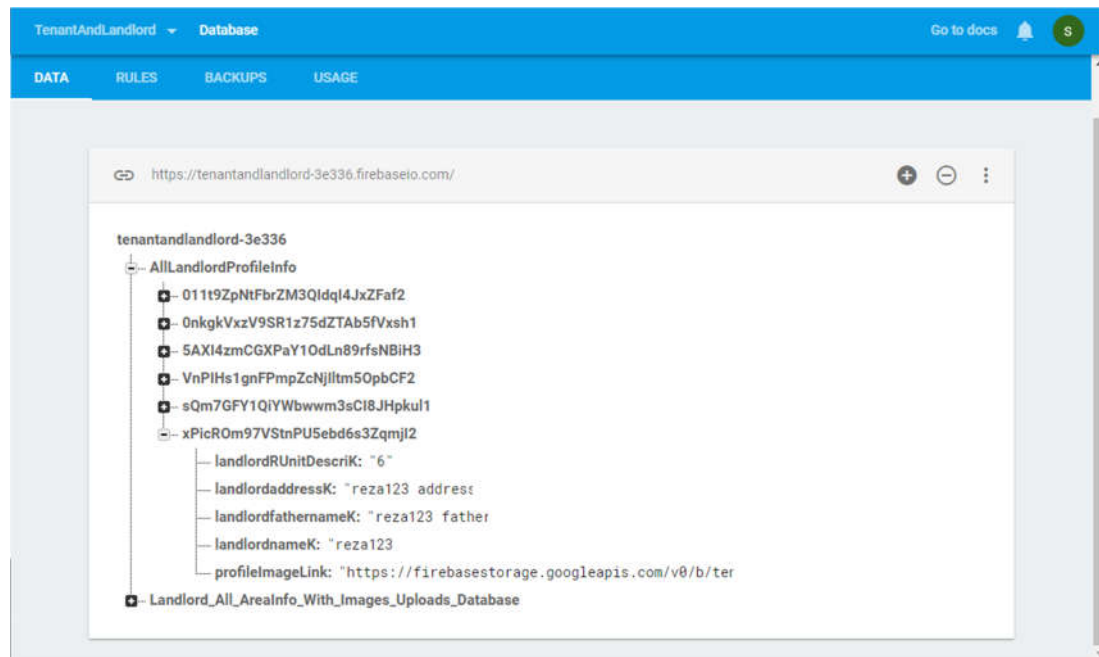 TenantAndLandlord Database Go to docs S
DATA RULES BACKUPS USAGE
https://tenantandlandlord-3e336.firebaseio.com/
tenantandlandlord-3e336
AllLandlordProfileInfo
011t9ZpNtFbrZM3QIdqI4JxZFaf2
0nkgkVxzV9SR1z75dZTAb5fVxsh1
5AXI4zmCGXPaY1OdLn89rfsNBiH3
VnPIHs1gnFPmpZcNjIltm5OpbCF2
sQm7GFY1QiYWbwwm3sCI8JHpkul1
xPicROm97VStnPU5ebd6s3ZqmjI2
landlordRUnitDescriK: "6"
landlordaddressK: "reza123 address
landlordfathernameK: "reza123 father
landlordnameK: "reza123
profileImageLink: "https://firebasestorage.googleapis.com/v0/b/ter
Landlord_All_AreaInfo_With_Images_Uploads_Database